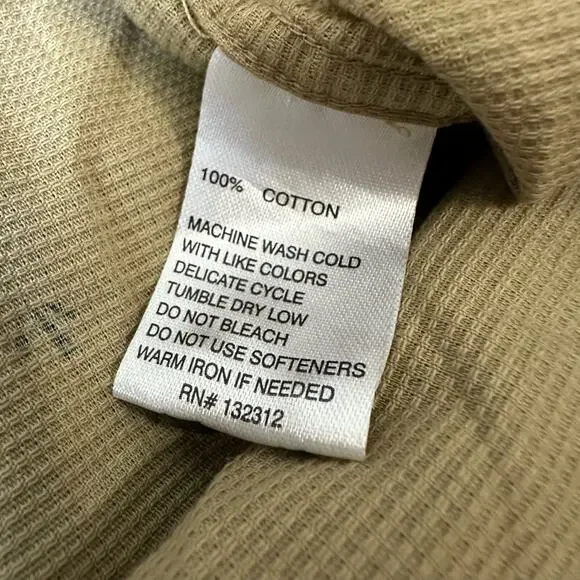 100% COTTON
MACHINE WASH COLD
WITH LIKE COLORS
DELICATE CYCLE
TUMBLE DRY LOW
DO NOT BLEACH
DO NOT USE SOFTENERS
WARM IRON IF NEEDED
RN# 132312